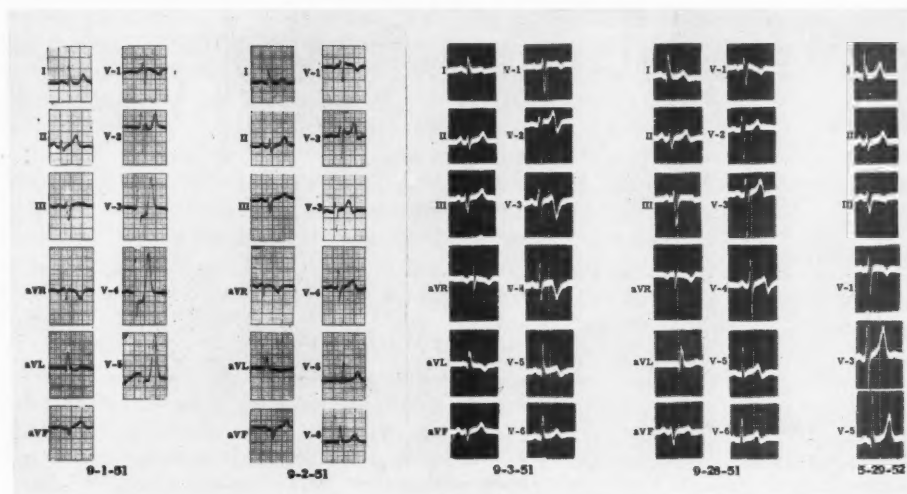 I V-1
II V-2
III V-3
aVR V-4
aVL V-5
aVF
9-1-51
I V-1
II V-2
III V-3
aVR V-4
aVL V-5
aVF V-6
9-2-51
I V-1
II V-2
III V-3
aVR V-4
aVL V-5
aVF V-6
9-3-51
I V-1
II V-2
III V-3
aVR V-4
aVL V-5
aVF V-6
9-28-51
I
II
III
V-1
V-3
V-5
5-29-52